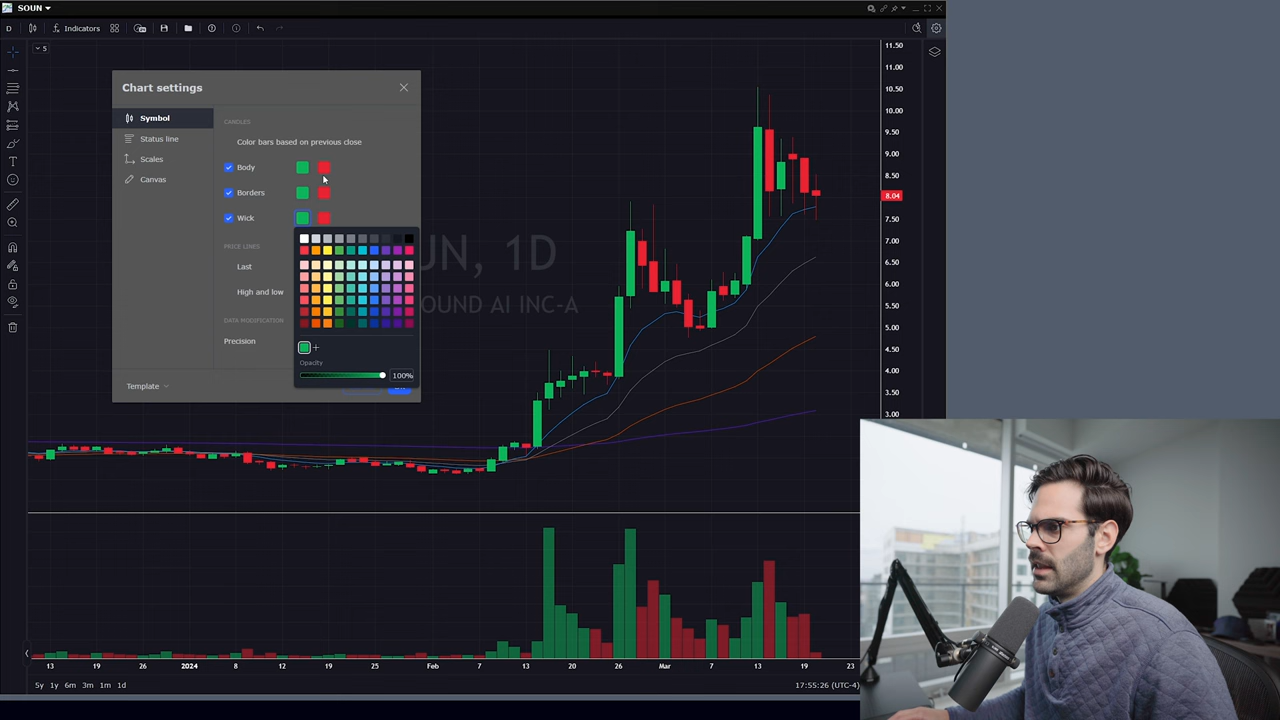 SOUN
D
Indicators
5
11.50
11.00
10.50
10.00
9.50
9.00
8.50
8.04
7.50
7.00
6.50
6.00
5.50
5.00
4.50
4.00
3.50
3.00
Chart settings
Symbol
Status line
Scales
Canvas
CANDLES
Color bars based on previous close
Body
Borders
Wick
PRICE LINES
Last
High and low
DATA MODIFICATION
Precision
Opacity
100%
Template
UN, 1D
OUND AI INC-A
13
19
26
2024
8
12
19
25
Feb
7
13
20
26
Mar
7
13
19
23
5y
1y
6m
3m
1m
1d
17:55:26 (UTC-4)